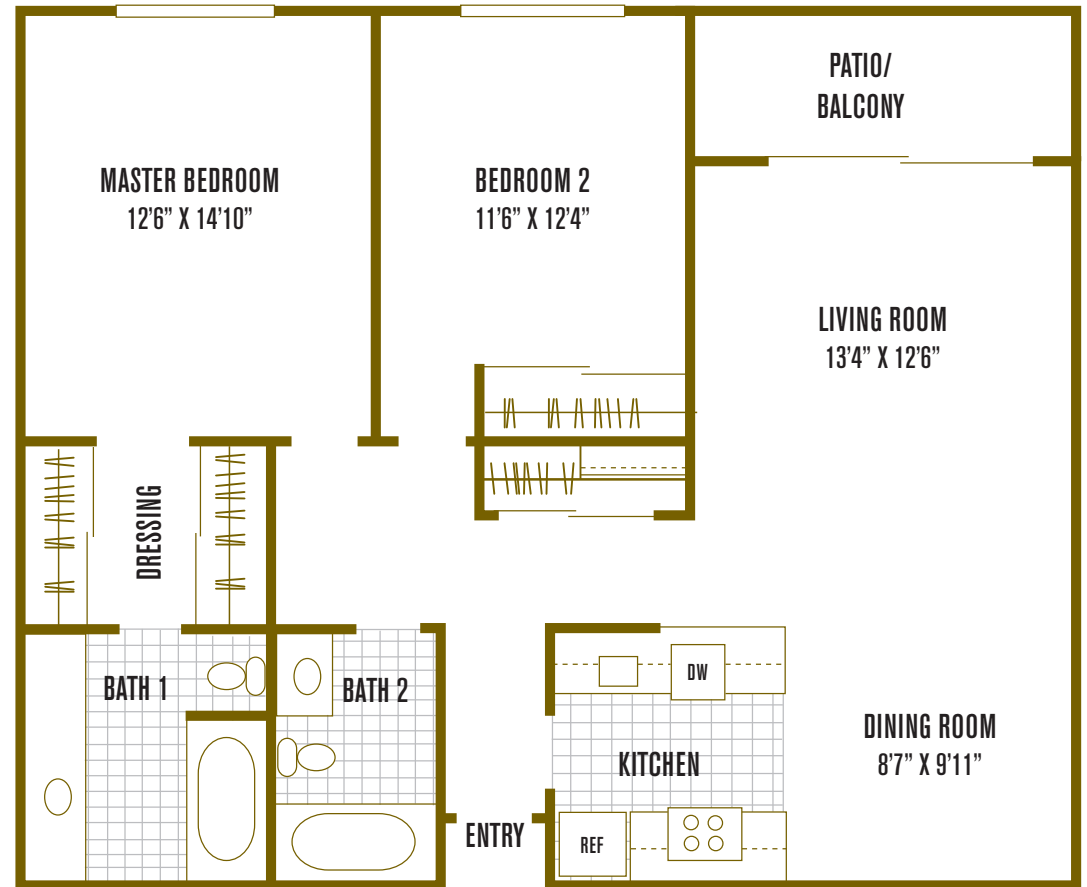 PATIO/
BALCONY
MASTER BEDROOM
12’6” X 14’10”
BEDROOM 2
11’6” X 12’4”
LIVING ROOM
13’4” X 12’6”
DRESSING
BATH 1
BATH 2
DW
DINING ROOM
8’7” X 9’11”
KITCHEN
ENTRY
REF